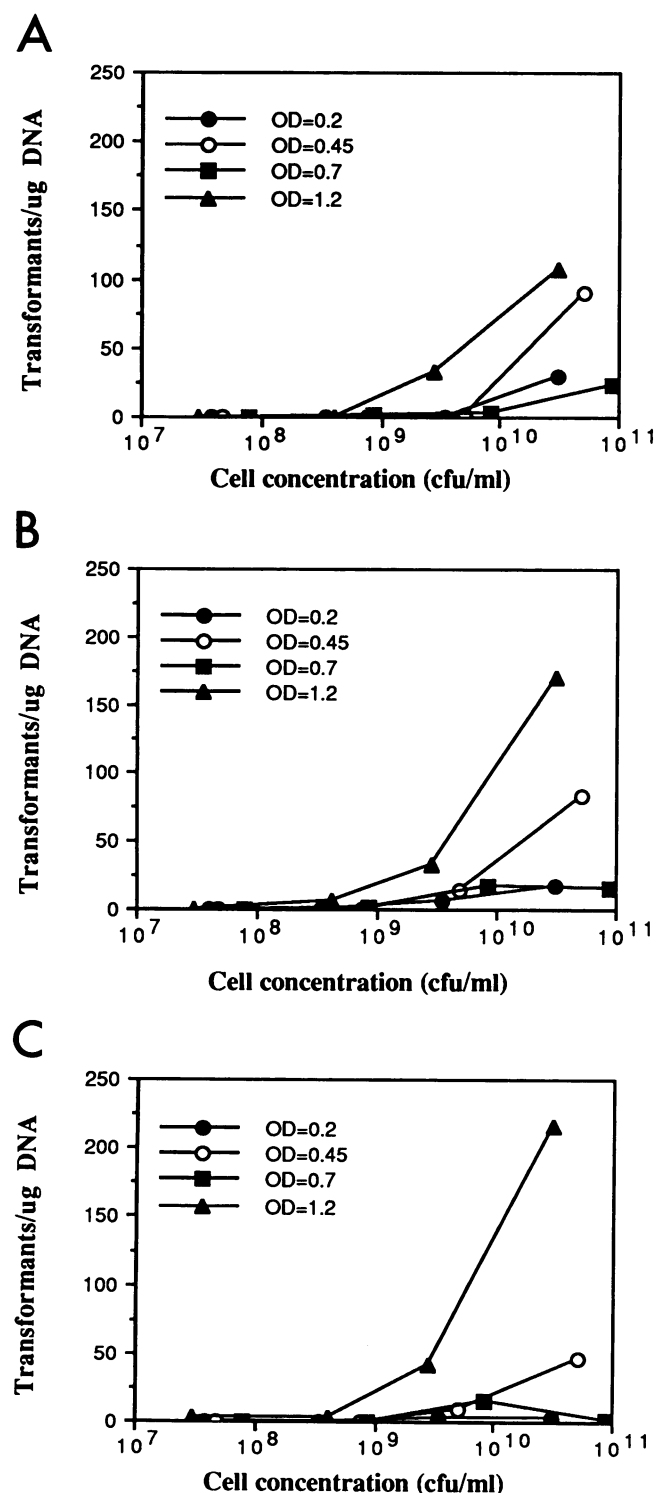 A
250
200
150
100
50
0
Transformants/ug DNA
OD=0.2
OD=0.45
OD=0.7
OD=1.2
10^7 10^8 10^9 10^10 10^11
Cell concentration (cfu/ml)
B
250
200
150
100
50
0
Transformants/ug DNA
OD=0.2
OD=0.45
OD=0.7
OD=1.2
10^7 10^8 10^9 10^10 10^11
Cell concentration (cfu/ml)
C
250
200
150
100
50
0
Transformants/ug DNA
OD=0.2
OD=0.45
OD=0.7
OD=1.2
10^7 10^8 10^9 10^10 10^11
Cell concentration (cfu/ml)